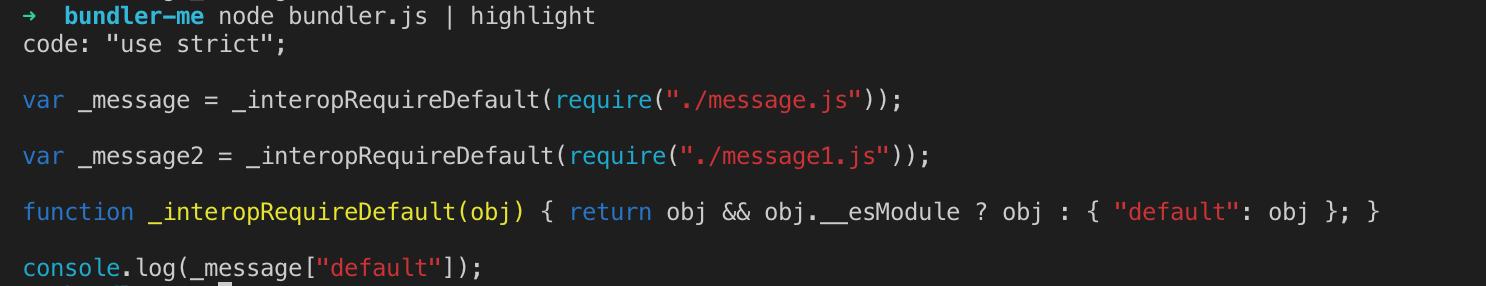 ➜ bundler-me node bundler.js | highlight
code: "use strict";
var _message = _interopRequireDefault(require("./message.js"));
var _message2 = _interopRequireDefault(require("./message1.js"));
function _interopRequireDefault(obj) { return obj && obj.__esModule ? obj : { "default": obj }; }
console.log(_message["default"]);